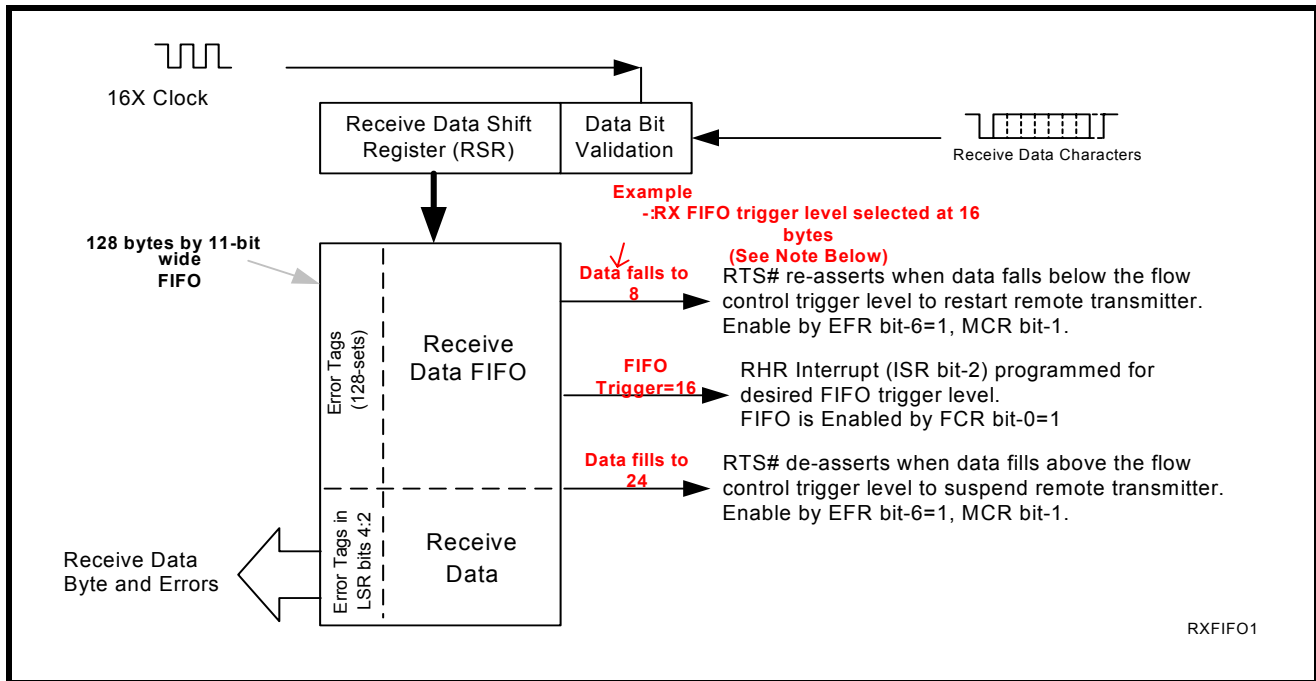 16X Clock
Receive Data Shift
Register (RSR)
Data Bit
Validation
Receive Data Characters
Example
-:RX FIFO trigger level selected at 16
bytes
(See Note Below)
128 bytes by 11-bit
wide
FIFO
Data falls to
8
RTS# re-asserts when data falls below the flow
control trigger level to restart remote transmitter.
Enable by EFR bit-6=1, MCR bit-1.
Error Tags
(128-sets)
Receive
Data FIFO
FIFO
Trigger=16
RHR Interrupt (ISR bit-2) programmed for
desired FIFO trigger level.
FIFO is Enabled by FCR bit-0=1
Data fills to
24
RTS# de-asserts when data fills above the flow
control trigger level to suspend remote transmitter.
Enable by EFR bit-6=1, MCR bit-1.
Error Tags in
LSR bits 4:2
Receive
Data
Receive Data
Byte and Errors
RXFIFO1